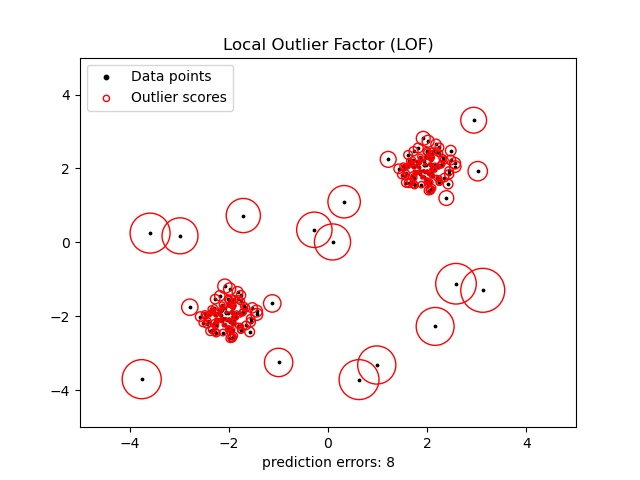 Local Outlier Factor (LOF)
Data points
Outlier scores
4
2
0
−2
−4
−4 −2 0 2 4
prediction errors: 8